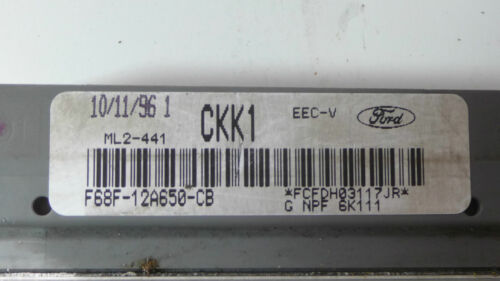 10/11/96 1
CKK1
EEC-V
Ford
ML2-441
F68F-12A650-CB
*FCFDH03117JR*
G NPF 6K111